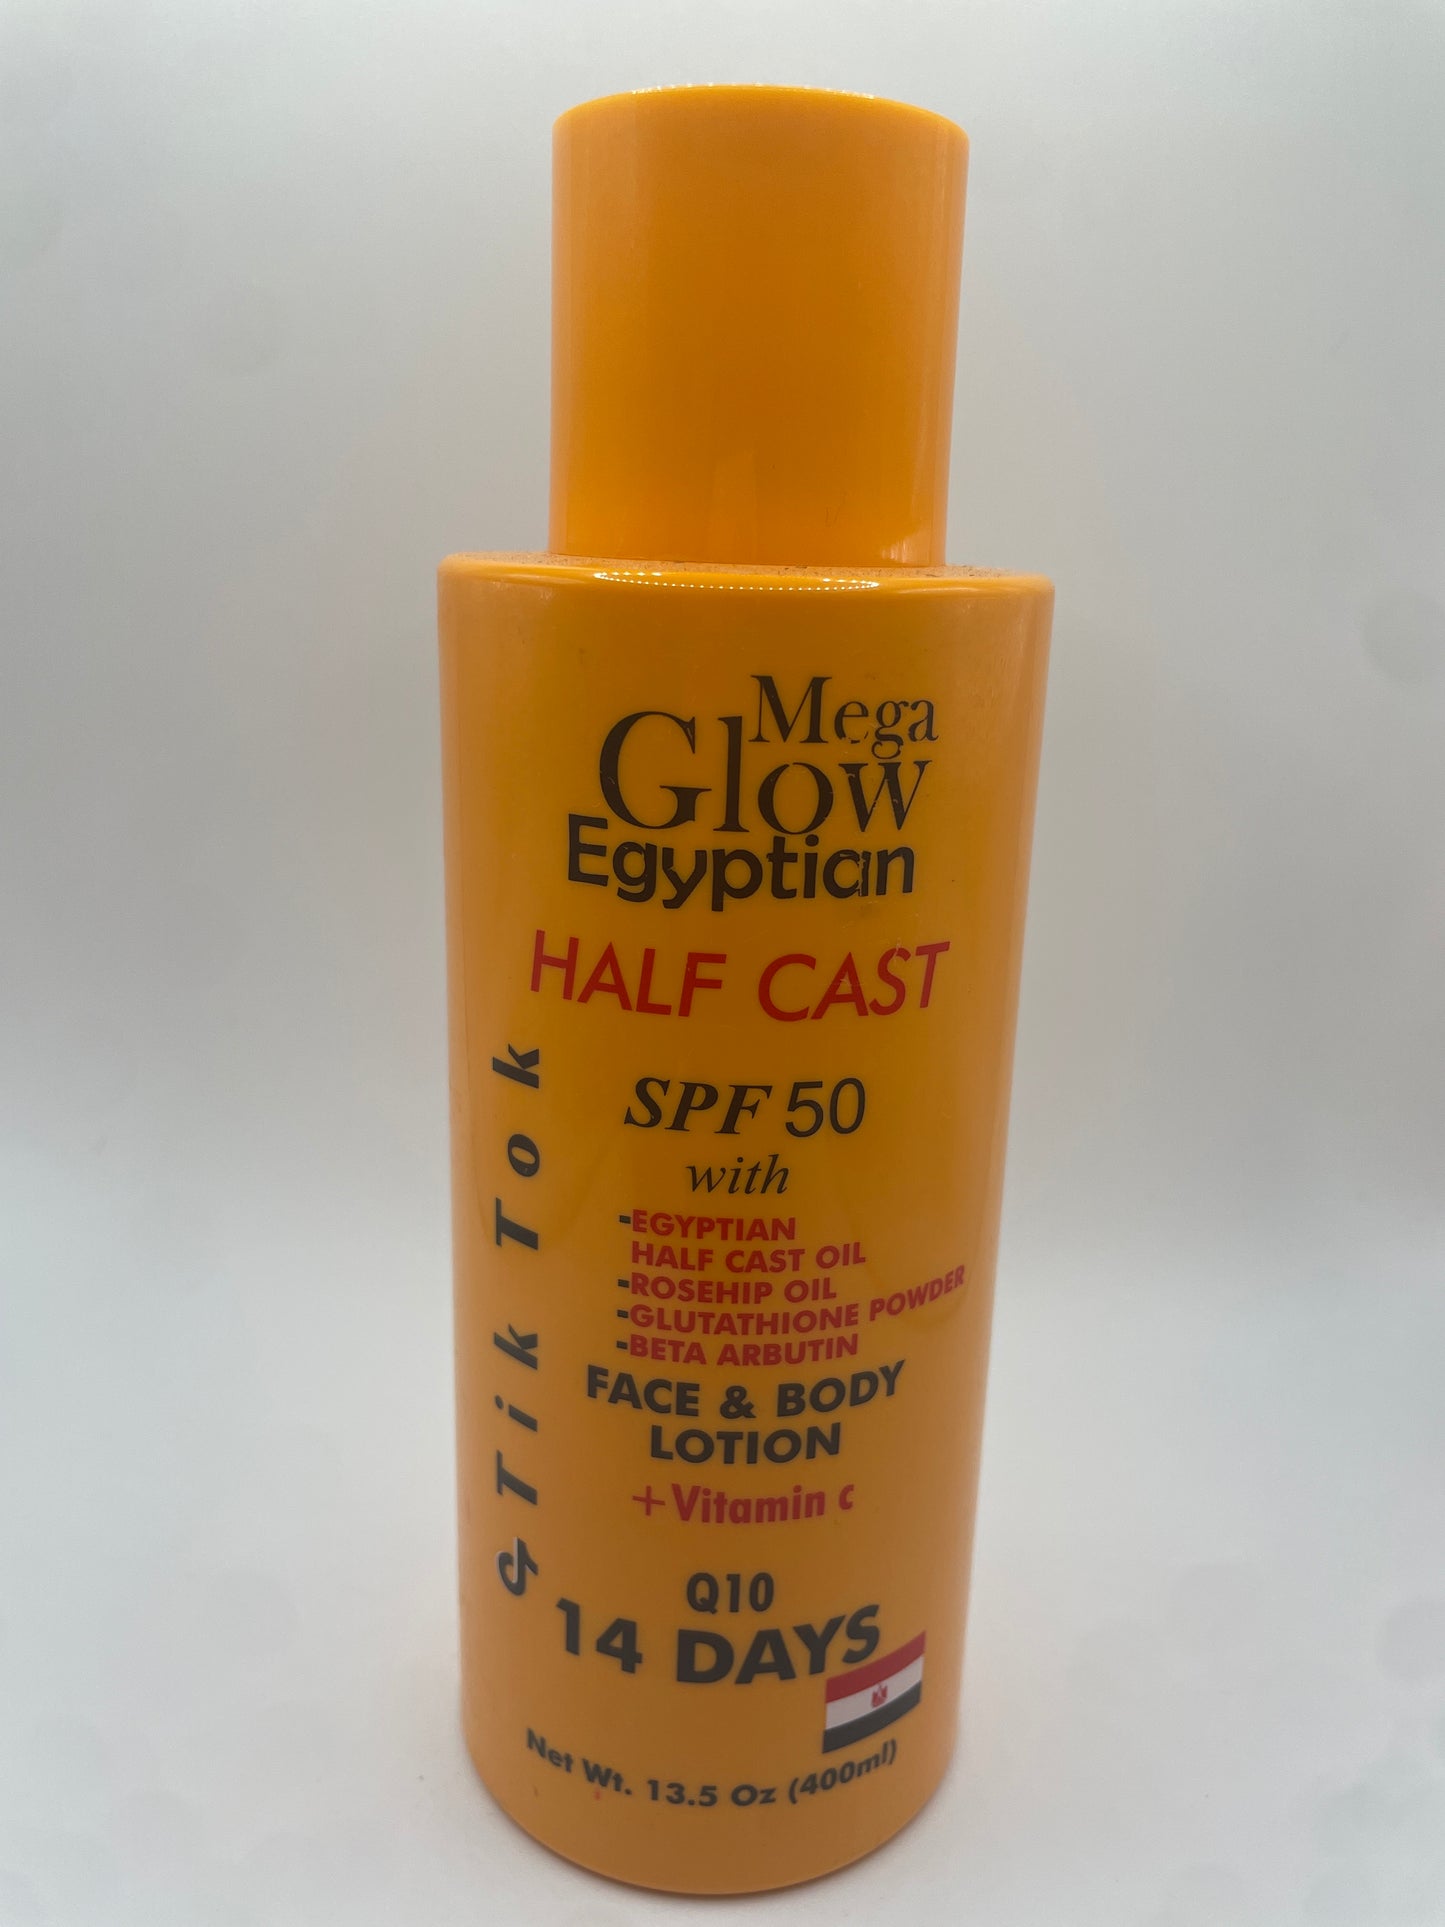 Mega
Glow
Egyptian
HALF CAST
SPF 50
with
-EGYPTIAN
HALF CAST OIL
-ROSEHIP OIL
-GLUTATHIONE POWDER
-BETA ARBUTIN
FACE & BODY
LOTION
+Vitamin c
Q10
14 DAYS
Net Wt. 13.5 Oz (400ml)
Tik Tok